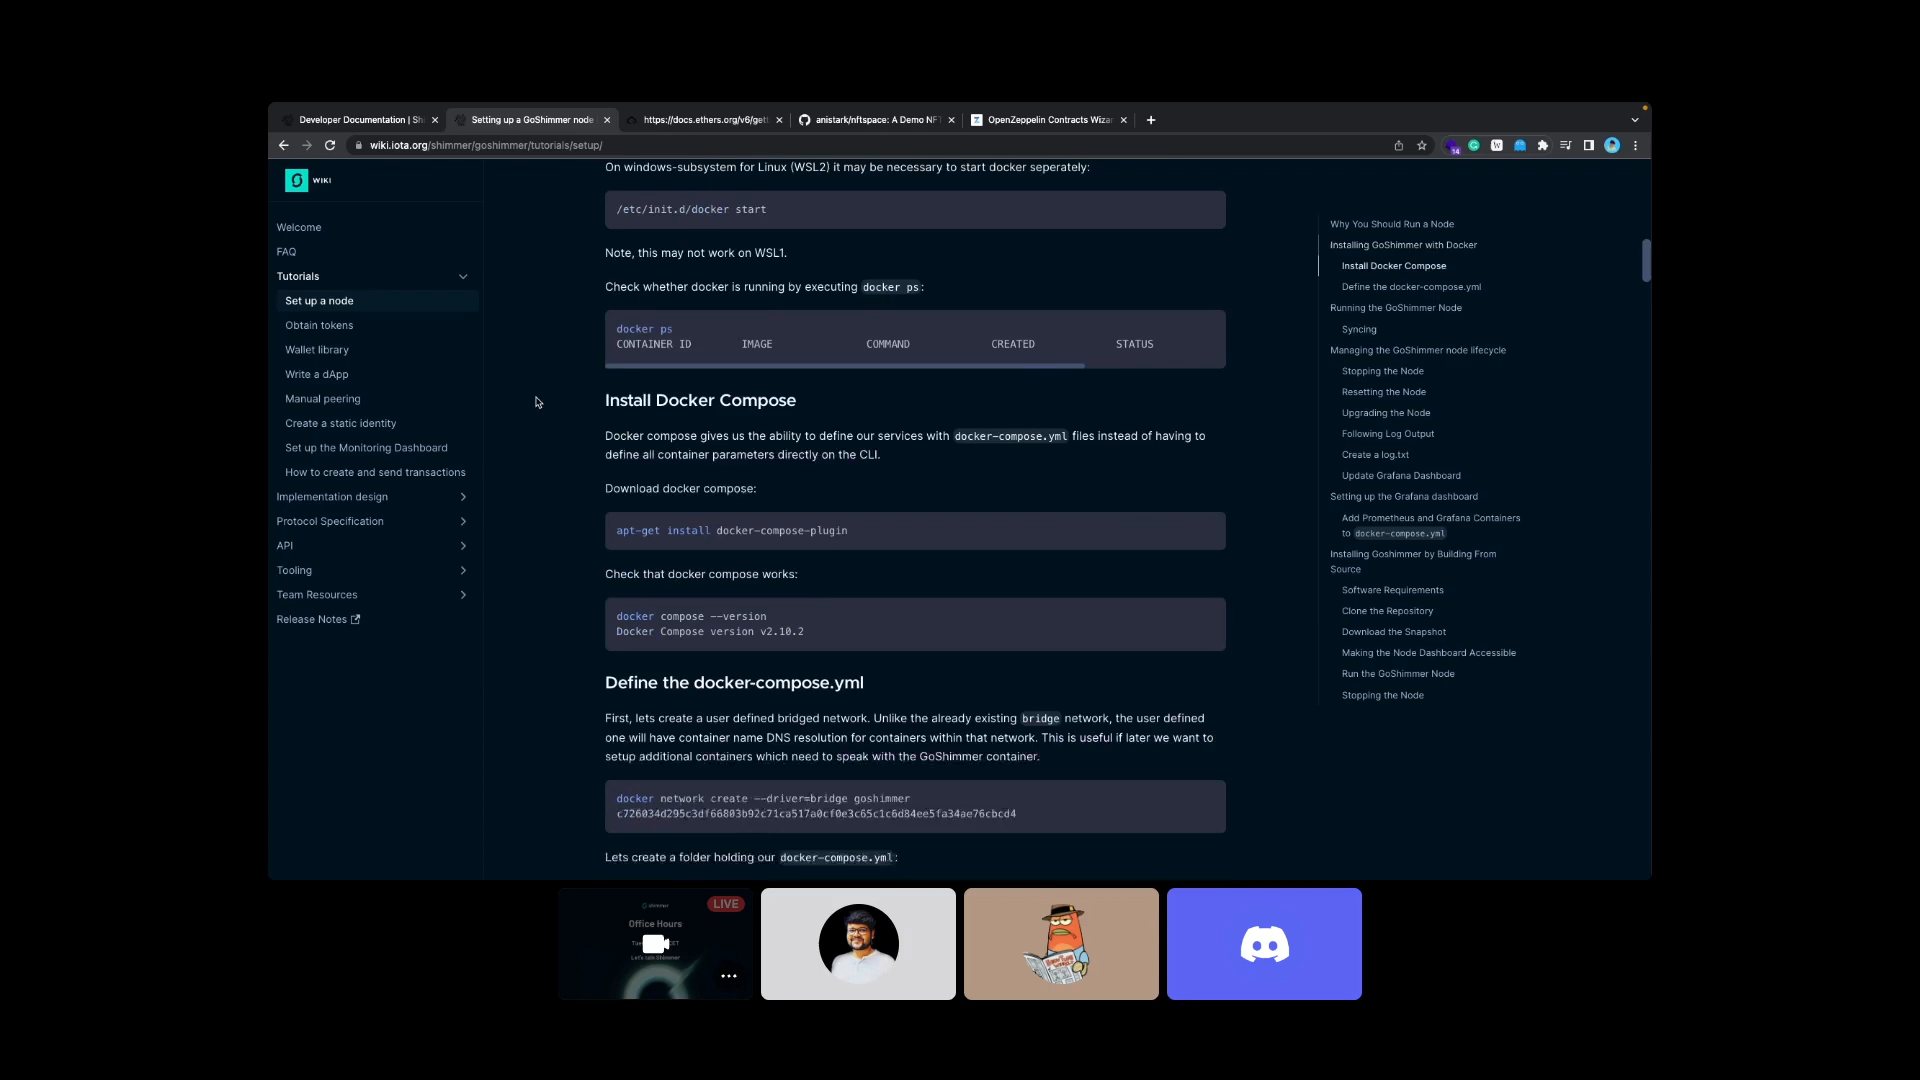 Developer Documentation | Sh
Setting up a GoShimmer node
https://docs.ethers.org/v6/get
anistark/nftspace: A Demo NF
OpenZeppelin Contracts Wiza
wiki.iota.org/shimmer/goshimmer/tutorials/setup/
14
WIKI
Welcome
FAQ
Tutorials
Set up a node
Obtain tokens
Wallet library
Write a dApp
Manual peering
Create a static identity
Set up the Monitoring Dashboard
How to create and send transactions
Implementation design
Protocol Specification
API
Tooling
Team Resources
Release Notes
On windows-subsystem for Linux (WSL2) it may be necessary to start docker seperately:
/etc/init.d/docker start
Note, this may not work on WSL1.
Check whether docker is running by executing docker ps:
docker ps
CONTAINER ID IMAGE COMMAND CREATED STATUS
Install Docker Compose
Docker compose gives us the ability to define our services with docker-compose.yml files instead of having to
define all container parameters directly on the CLI.
Download docker compose:
apt-get install docker-compose-plugin
Check that docker compose works:
docker compose --version
Docker Compose version v2.10.2
Define the docker-compose.yml
First, lets create a user defined bridged network. Unlike the already existing bridge network, the user defined
one will have container name DNS resolution for containers within that network. This is useful if later we want to
setup additional containers which need to speak with the GoShimmer container.
docker network create --driver=bridge goshimmer
c726034d295c3df66803b92c71ca517a0cf0e3c65c1c6d84ee5fa34ae76cbcd4
Lets create a folder holding our docker-compose.yml:
Why You Should Run a Node
Installing GoShimmer with Docker
Install Docker Compose
Define the docker-compose.yml
Running the GoShimmer Node
Syncing
Managing the GoShimmer node lifecycle
Stopping the Node
Resetting the Node
Upgrading the Node
Following Log Output
Create a log.txt
Update Grafana Dashboard
Setting up the Grafana dashboard
Add Prometheus and Grafana Containers
to docker-compose.yml
Installing Goshimmer by Building From
Source
Software Requirements
Clone the Repository
Download the Snapshot
Making the Node Dashboard Accessible
Run the GoShimmer Node
Stopping the Node
LIVE
shimmer
Office Hours
Let's talk Shimmer